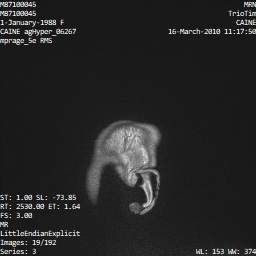 M87100045
M87100045
1-January-1988 F
CAINE agHyper_06267
mprage_5e RMS
MRN
TrioTim
CAINE
16-March-2010 11:17:50
ST: 1.00 SL: -73.85
RT: 2530.00 ET: 1.64
FS: 3.00
MR
LittleEndianExplicit
Images: 19/192
Series: 3
WL: 153 WW: 374